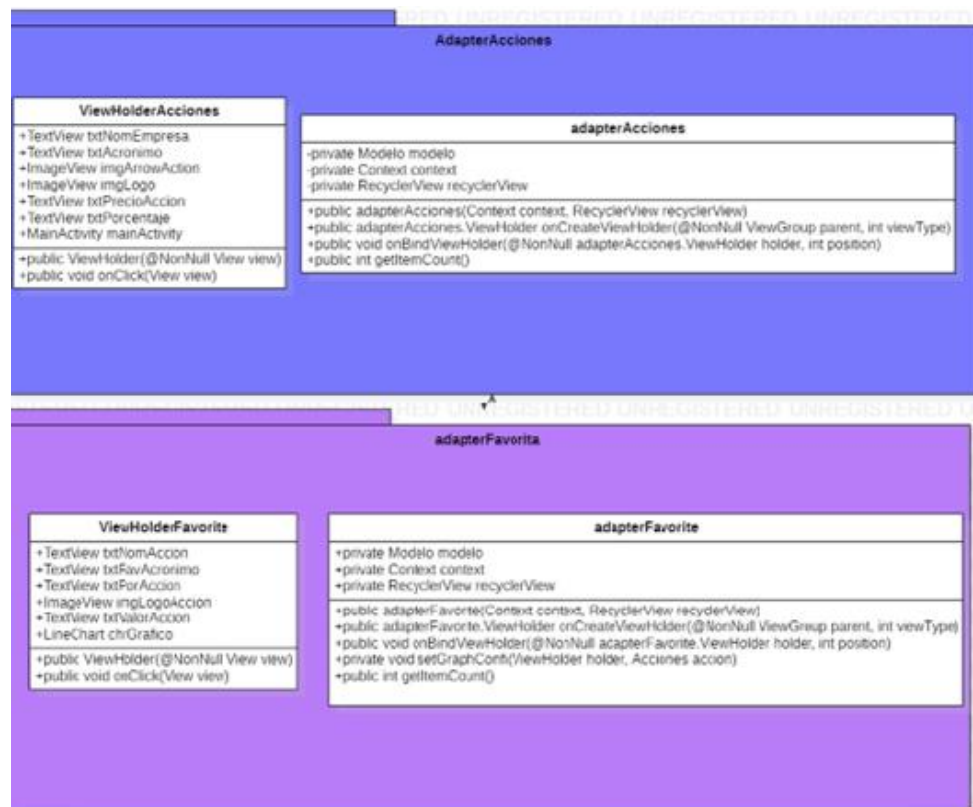 RED UNREGISTERED UNREGISTERED UNREGISTERED
AdapterAcciones
ViewHolderAcciones
+TextView txtNomEmpresa
+TextView txtAcronimo
+ImageView imgArrowAction
+ImageView imgLogo
+TextView txtPrecioAccion
+TextView txtPorcentaje
+MainActivity mainActivity
+public ViewHolder(@NonNull View view)
+public void onClick(View view)
adapterAcciones
-private Modelo modelo
-private Context context
-private RecyclerView recyclerView
+public adapterAcciones(Context context, RecyclerView recyclerView)
+public adapterAcciones.ViewHolder onCreateViewHolder(@NonNull ViewGroup parent, int viewType)
+public void onBindViewHolder(@NonNull adapterAcciones.ViewHolder holder, int position)
+public int getItemCount()
UNREGISTERED UNREGISTERED UNREGISTERED
adapterFavorita
ViewHolderFavorite
+TextView txtNomAccion
+TextView txtFavAcronimo
+TextView txtPorAccion
+ImageView imgLogoAccion
+TextView txtValorAccion
+LineChart chrGrafico
+public ViewHolder(@NonNull View view)
+public void onClick(View view)
adapterFavorite
+private Modelo modelo
+private Context context
+private RecyclerView recyclerView
+public adapterFavorite(Context context, RecyclerView recyclerView)
+public adapterFavorite.ViewHolder onCreateViewHolder(@NonNull ViewGroup parent, int viewType)
+public void onBindViewHolder(@NonNull adapterFavorite.ViewHolder holder, int position)
+private void setGraphConfi(ViewHolder holder, Acciones accion)
+public int getItemCount()